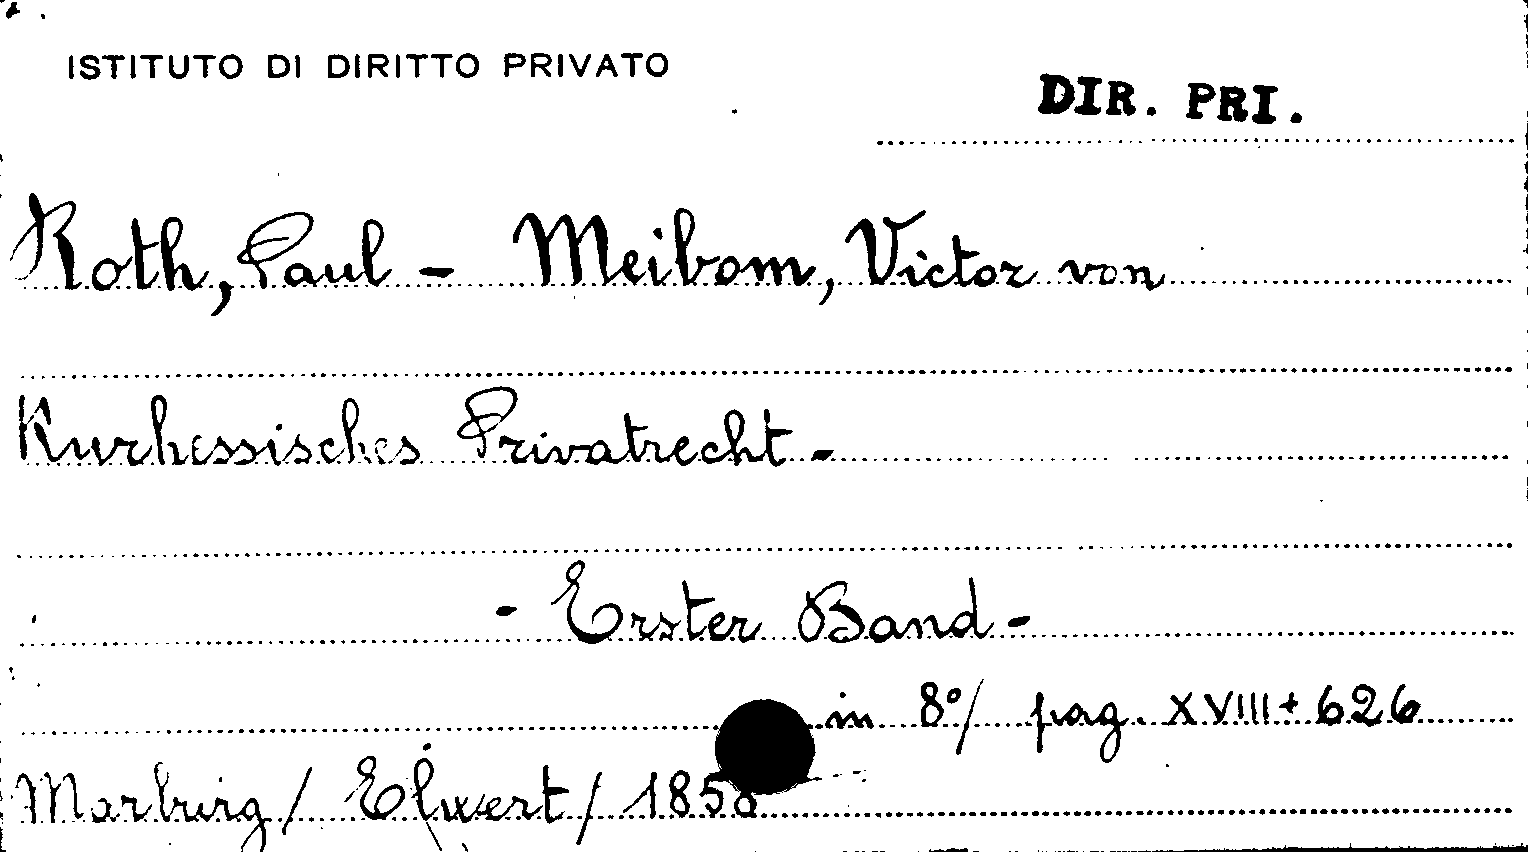 ISTITUTO DI DIRITTO PRIVATO
DIR. PRI.
Roth, Paul - Meibom, Victor von
Kurhessisches Privatrecht -
- Erster Band -
in 8°/ pag. XVIII + 626
Marburg / Elwert / 1858